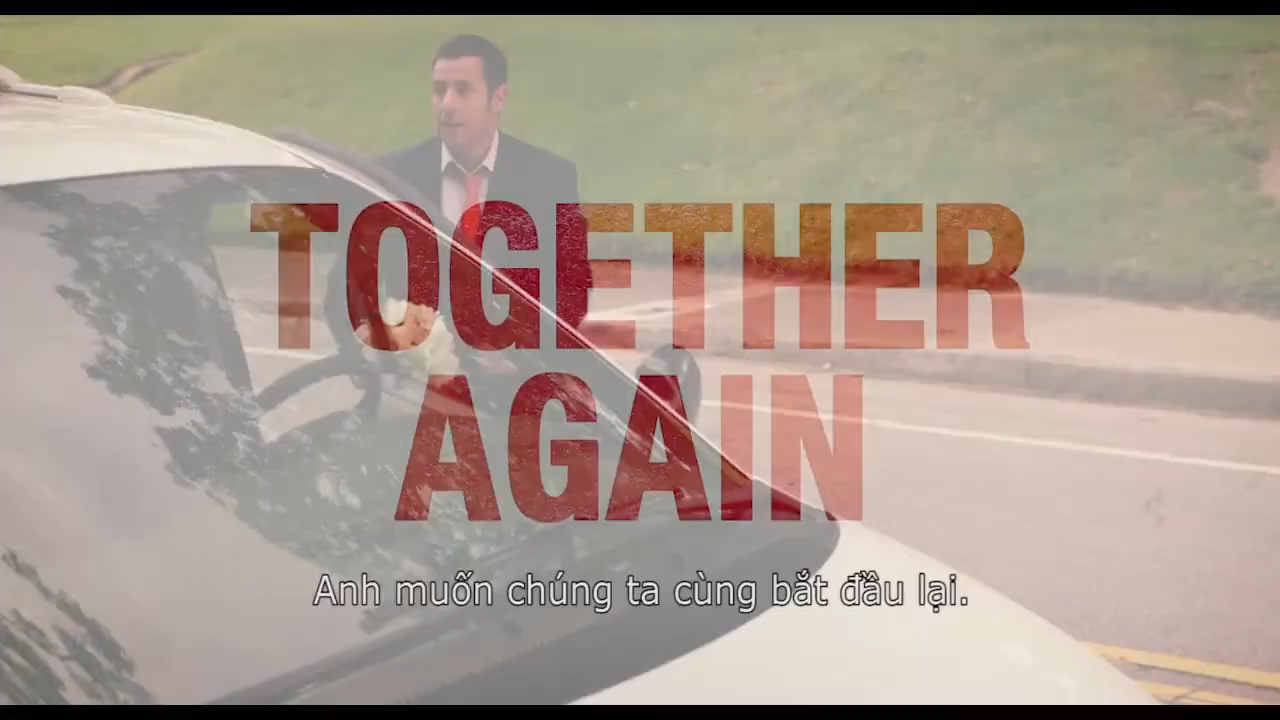 TOGETHER
AGAIN
Anh muốn chúng ta cùng bắt đầu lại.